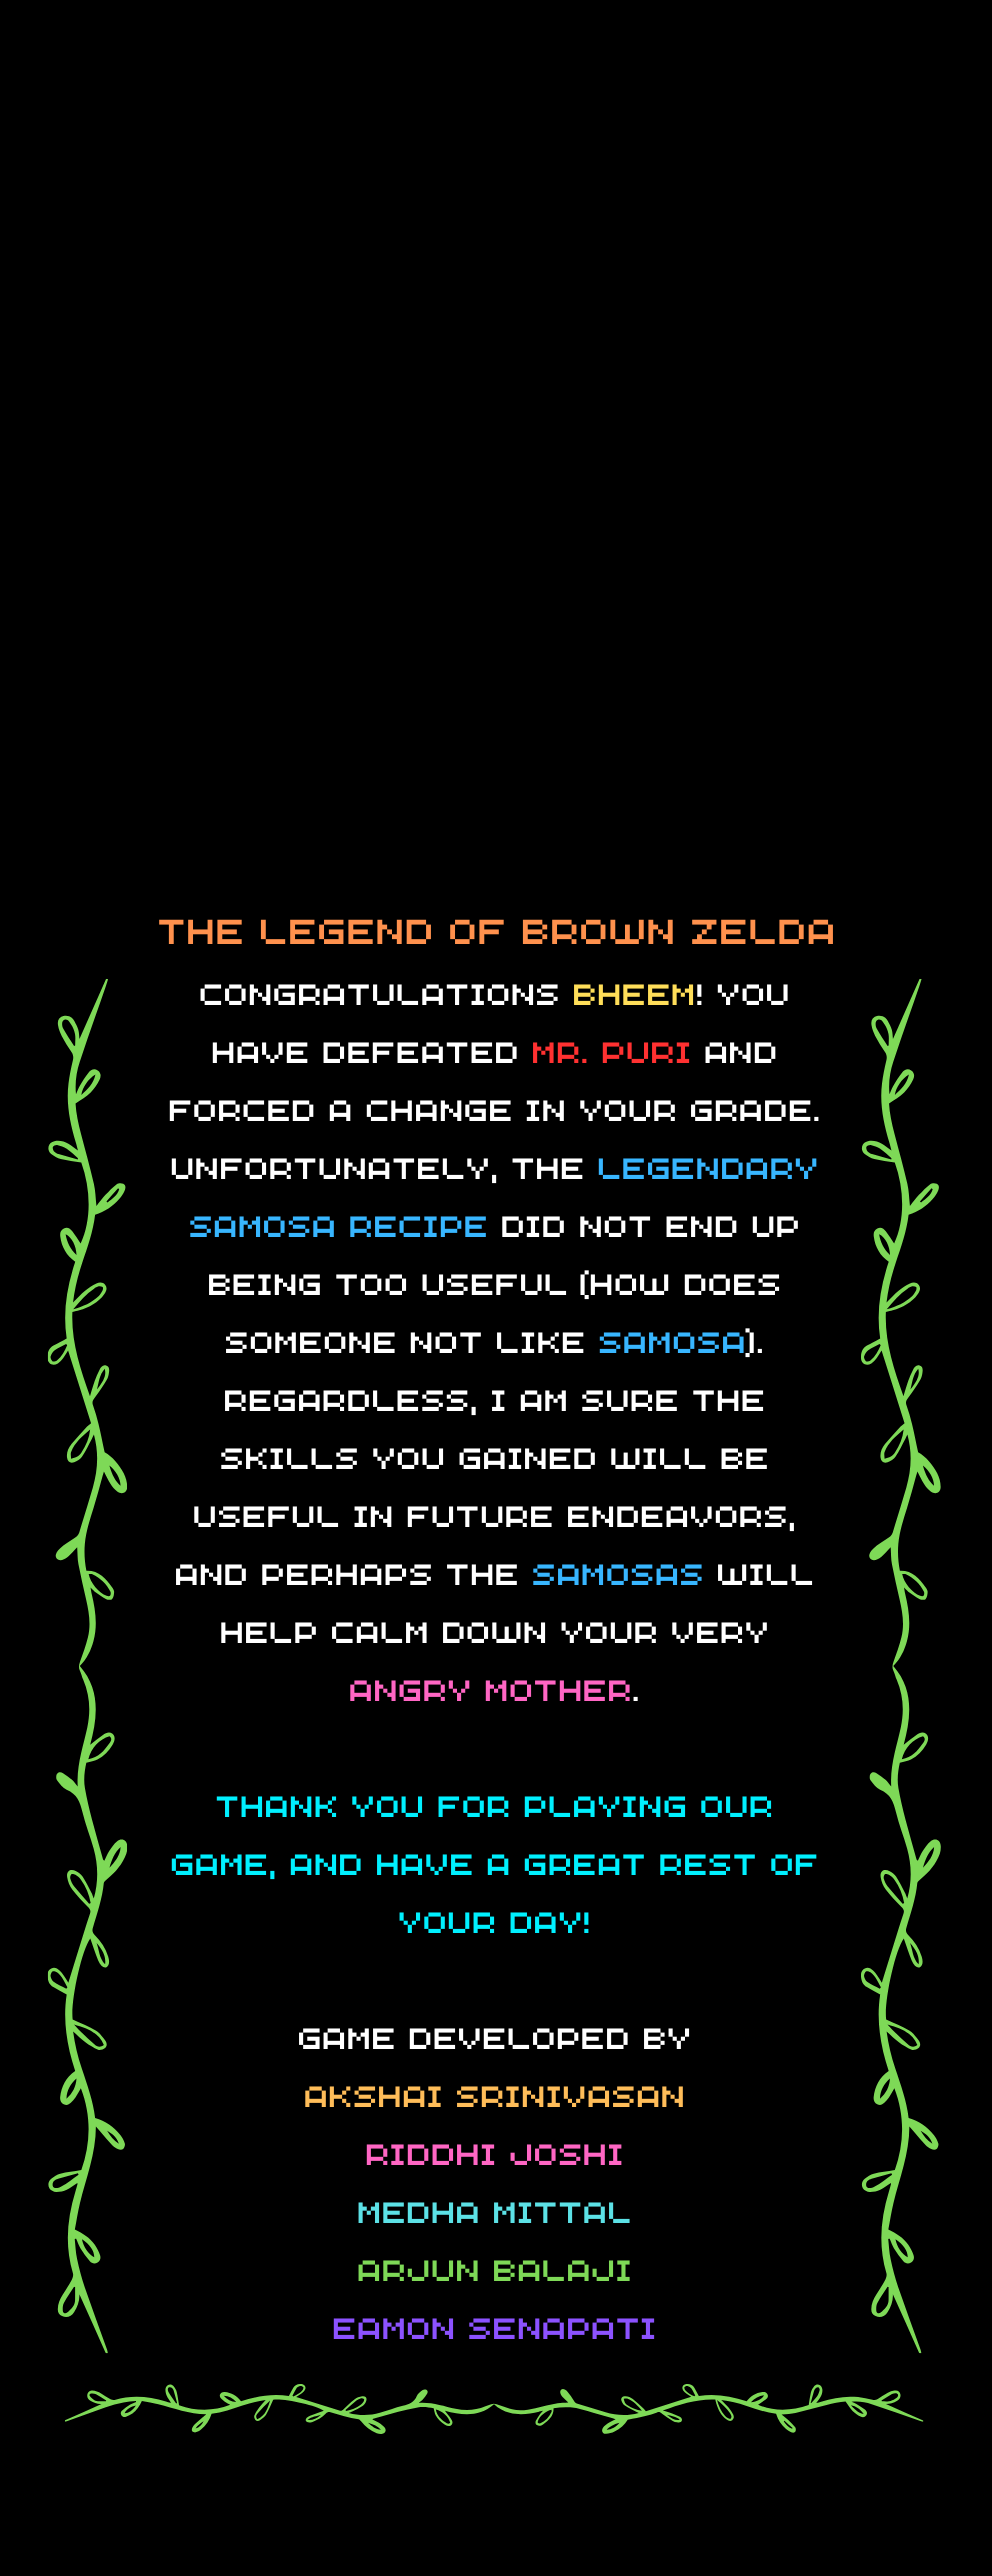 THE LEGEND OF BROWN ZELDA
CONGRATULATIONS BHEEM! YOU
HAVE DEFEATED MR. PURI AND
FORCED A CHANGE IN YOUR GRADE.
UNFORTUNATELY, THE LEGENDARY
SAMOSA RECIPE DID NOT END UP
BEING TOO USEFUL (HOW DOES
SOMEONE NOT LIKE SAMOSA).
REGARDLESS, I AM SURE THE
SKILLS YOU GAINED WILL BE
USEFUL IN FUTURE ENDEAVORS,
AND PERHAPS THE SAMOSAS WILL
HELP CALM DOWN YOUR VERY
ANGRY MOTHER.
THANK YOU FOR PLAYING OUR
GAME, AND HAVE A GREAT REST OF
YOUR DAY!
GAME DEVELOPED BY
AKSHAI SRINIVASAN
RIDDHI JOSHI
MEDHA MITTAL
ARJUN BALAJI
EAMON SENAPATI